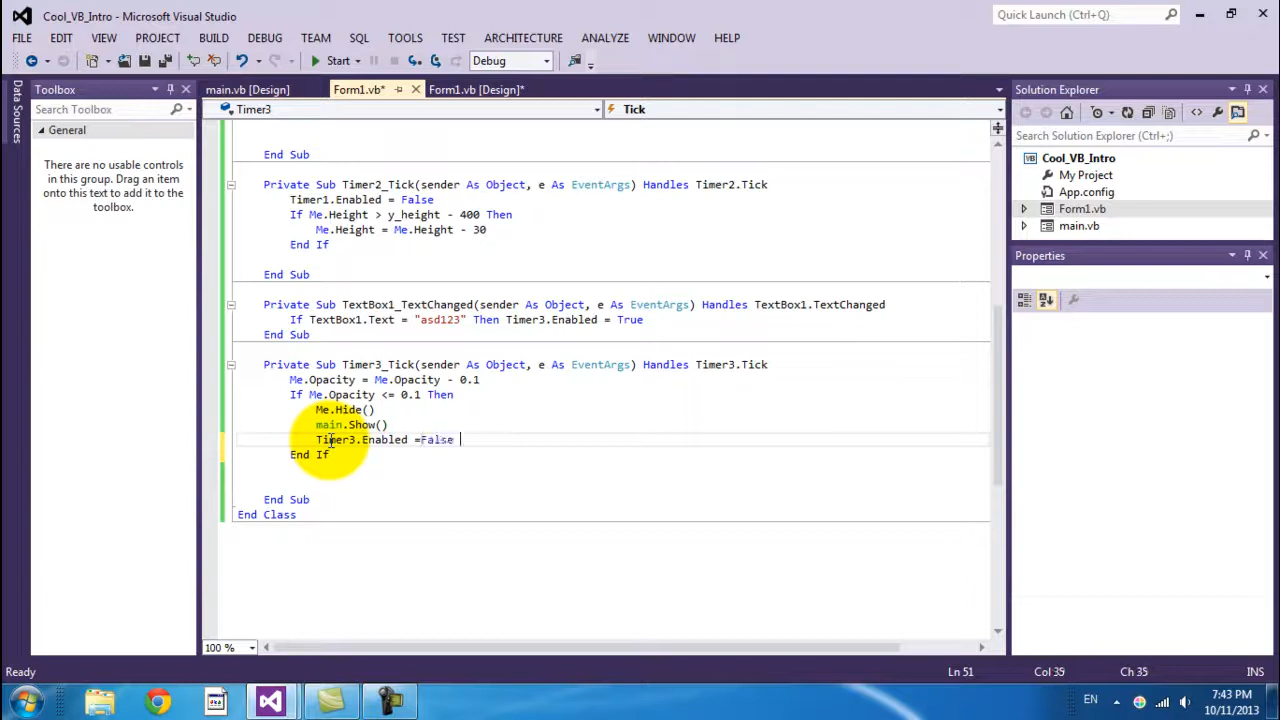 Cool_VB_Intro - Microsoft Visual Studio
Quick Launch (Ctrl+Q)
FILE EDIT VIEW PROJECT BUILD DEBUG TEAM SQL TOOLS TEST ARCHITECTURE ANALYZE WINDOW HELP
Start Debug
Data Sources
Toolbox
Search Toolbox
General
There are no usable controls
in this group. Drag an item
onto this text to add it to the
toolbox.
main.vb [Design] Form1.vb* Form1.vb [Design]*
Timer3 Tick
End Sub
Private Sub Timer2_Tick(sender As Object, e As EventArgs) Handles Timer2.Tick
Timer1.Enabled = False
If Me.Height > y_height - 400 Then
Me.Height = Me.Height - 30
End If
End Sub
Private Sub TextBox1_TextChanged(sender As Object, e As EventArgs) Handles TextBox1.TextChanged
If TextBox1.Text = "asd123" Then Timer3.Enabled = True
End Sub
Private Sub Timer3_Tick(sender As Object, e As EventArgs) Handles Timer3.Tick
Me.Opacity = Me.Opacity - 0.1
If Me.Opacity <= 0.1 Then
Me.Hide()
main.Show()
Timer3.Enabled =False
End If
End Sub
End Class
100 %
Solution Explorer
Search Solution Explorer (Ctrl+;)
Cool_VB_Intro
My Project
App.config
Form1.vb
main.vb
Properties
Ready Ln 51 Col 39 Ch 35 INS
EN 7:43 PM
10/11/2013